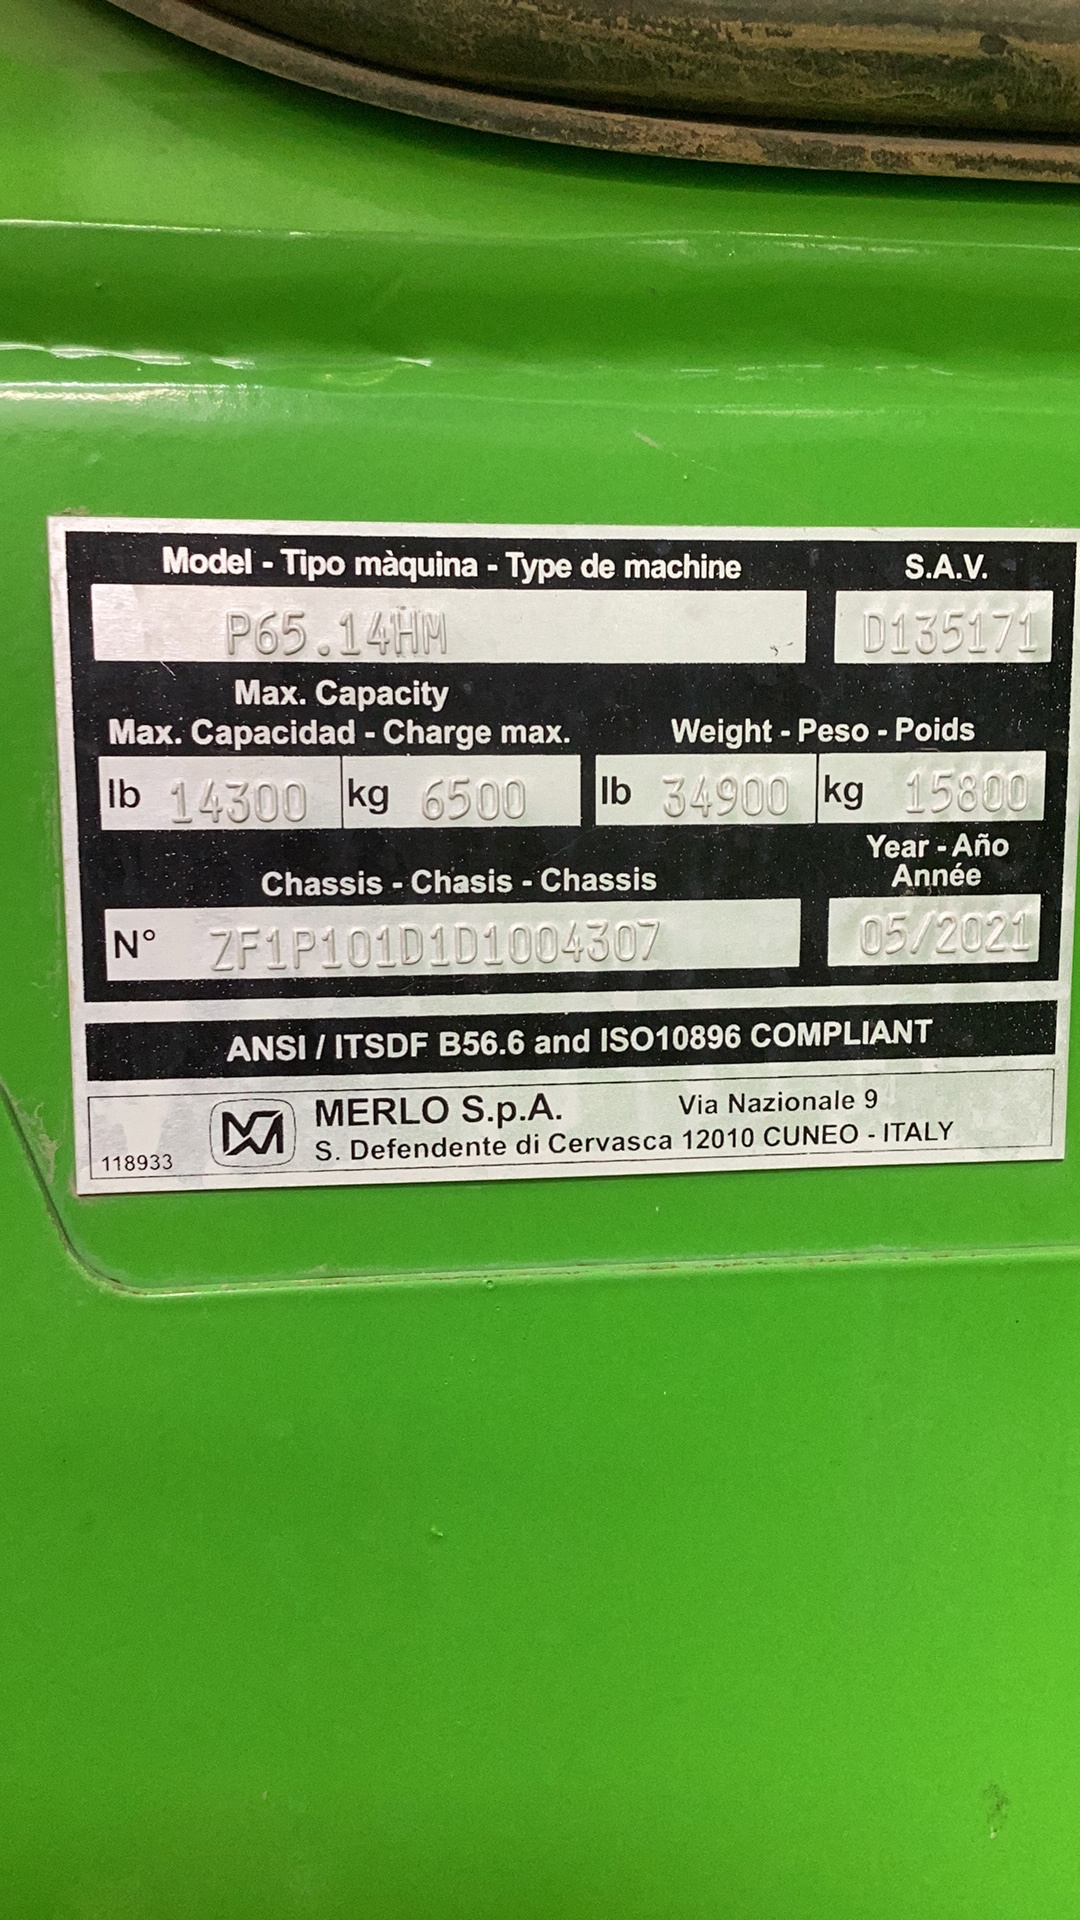 Model - Tipo màquina - Type de machine
S.A.V.
P65.14HM
D135171
Max. Capacity
Max. Capacidad - Charge max.
Weight - Peso - Poids
lb 14300 kg 6500
lb 34900 kg 15800
Chassis - Chasis - Chassis
Year - Año
Année
N° ZF1P101D1D1004307
05/2021
ANSI / ITSDF B56.6 and ISO10896 COMPLIANT
MERLO S.p.A. Via Nazionale 9
S. Defendente di Cervasca 12010 CUNEO - ITALY
118933